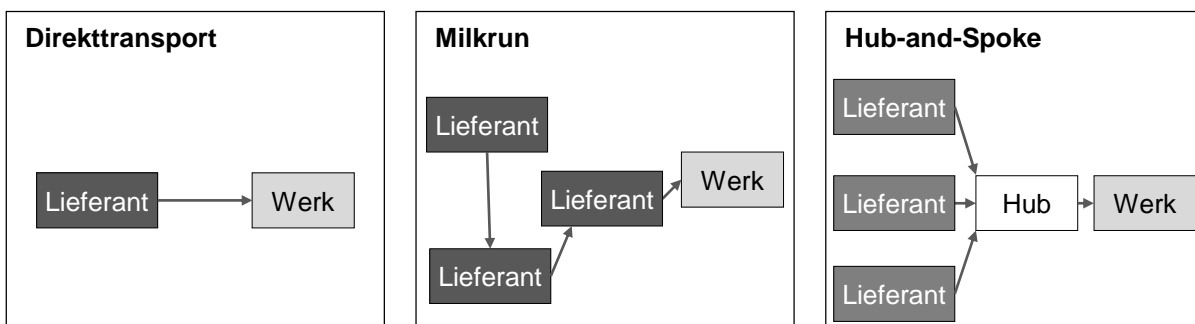 Direkttransport
Lieferant
Werk
Milkrun
Lieferant
Lieferant
Lieferant
Werk
Hub-and-Spoke
Lieferant
Lieferant
Hub
Werk
Lieferant